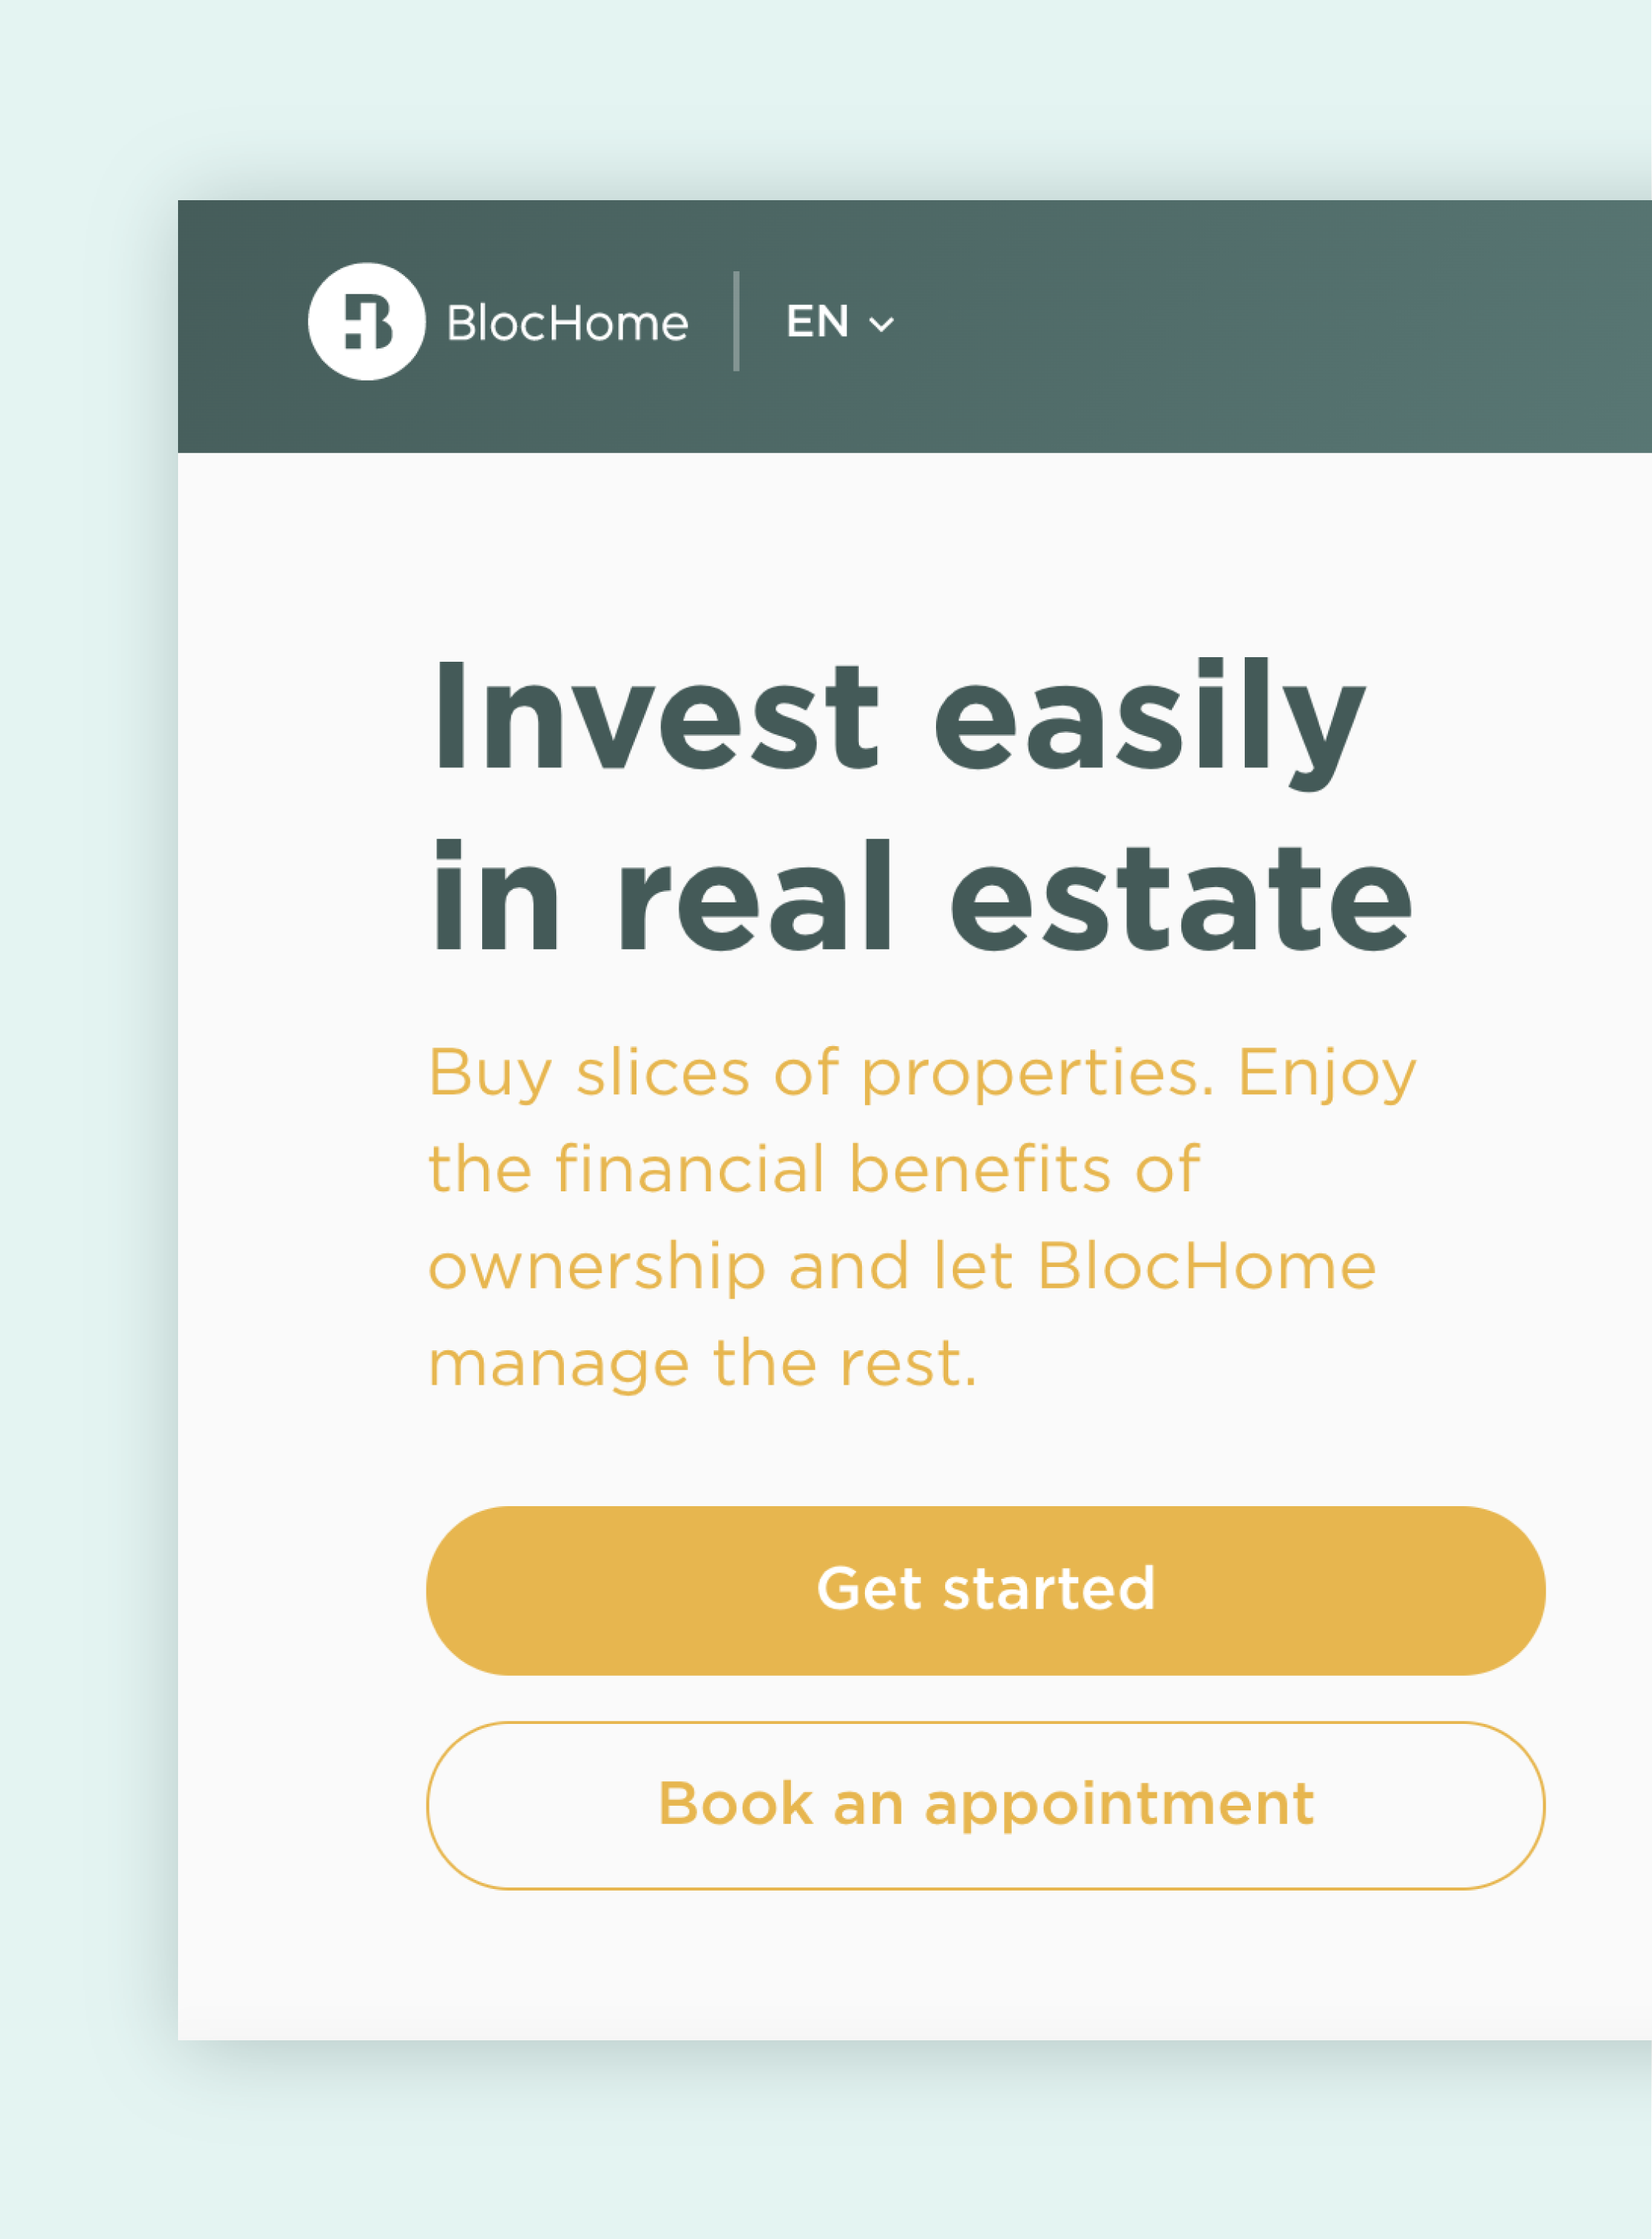 BlocHome
EN
Invest easily
in real estate
Buy slices of properties. Enjoy
the financial benefits of
ownership and let BlocHome
manage the rest.
Get started
Book an appointment